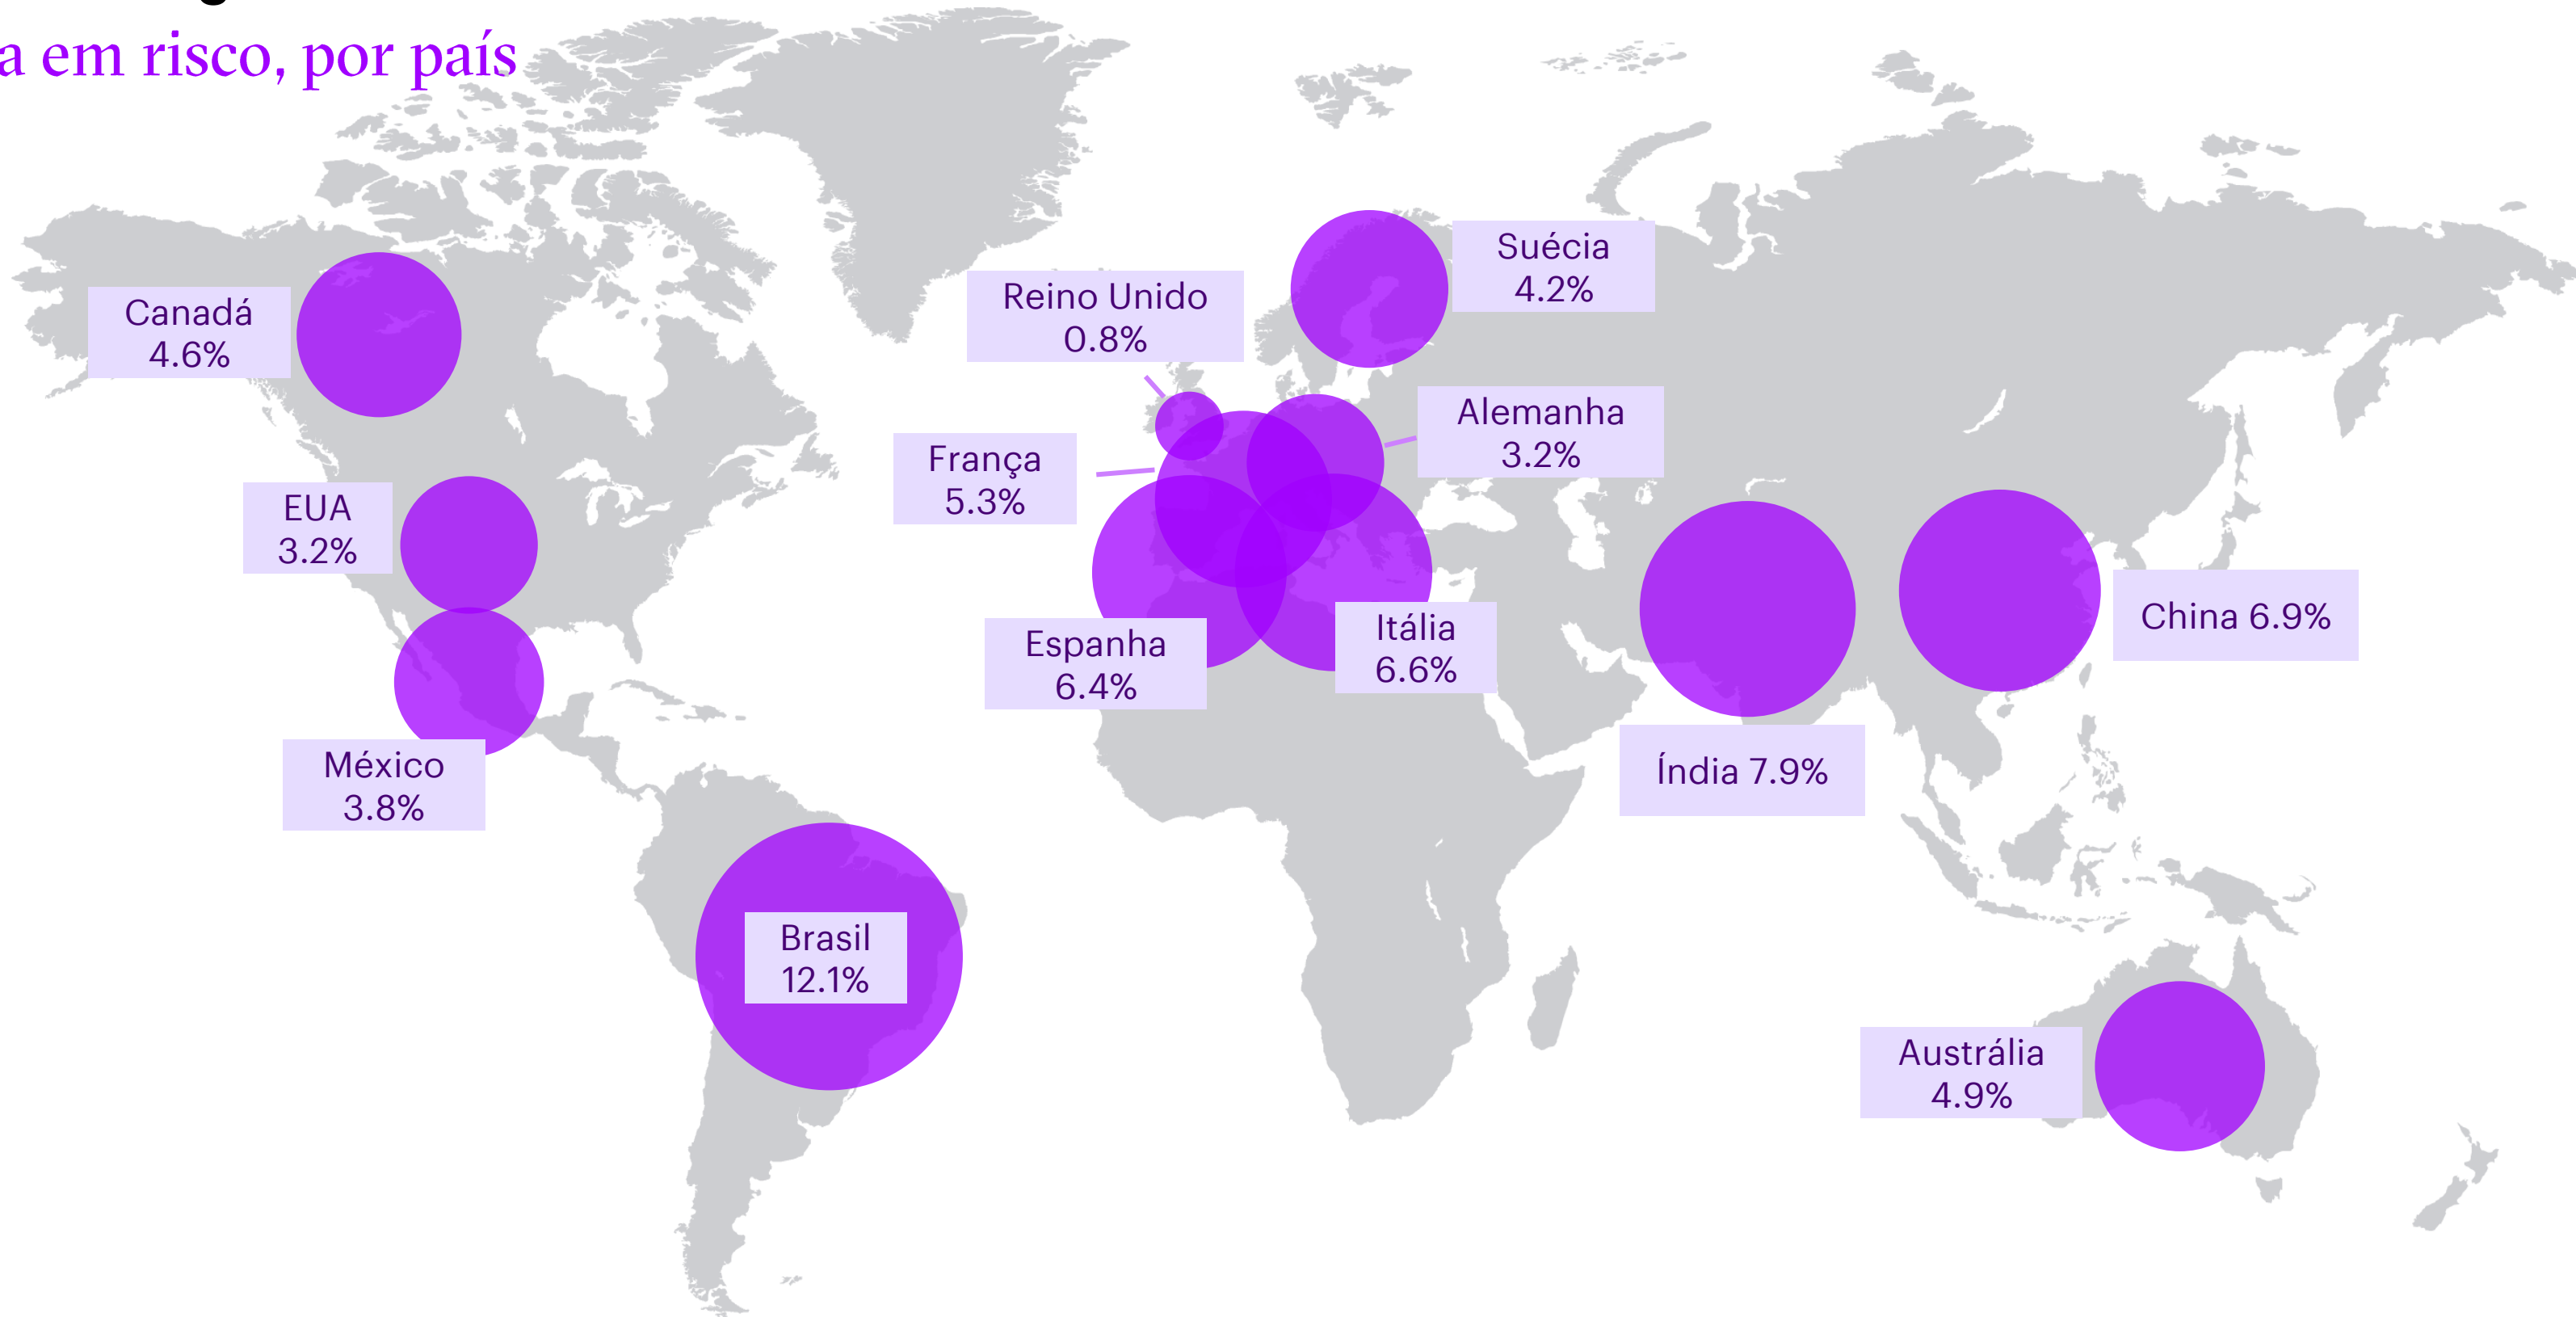 a em risco, por país
Suécia
4.2%
Reino Unido
0.8%
Canadá
4.6%
Alemanha
3.2%
França
5.3%
EUA
3.2%
China 6.9%
Itália
6.6%
Espanha
6.4%
Índia 7.9%
México
3.8%
Brasil
12.1%
Austrália
4.9%